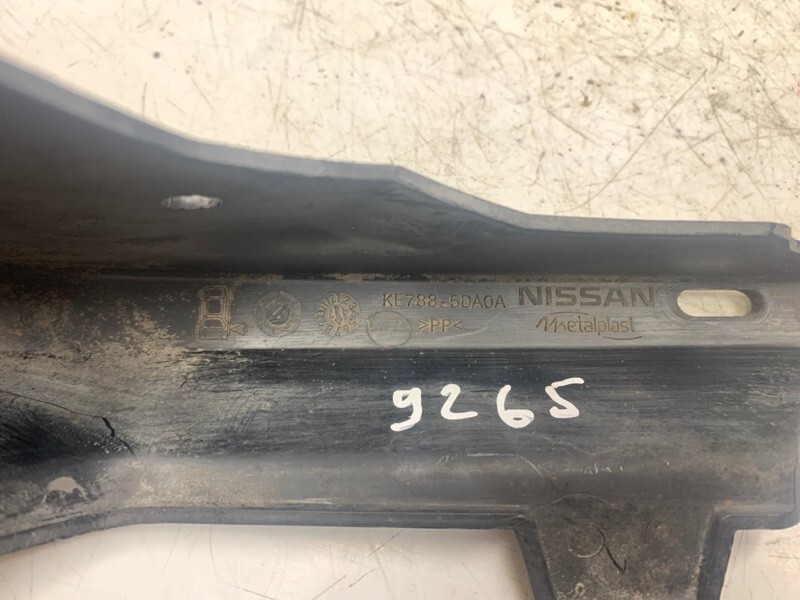 KE788-5DA0A NISSAN
>PP< Metalplast
9265